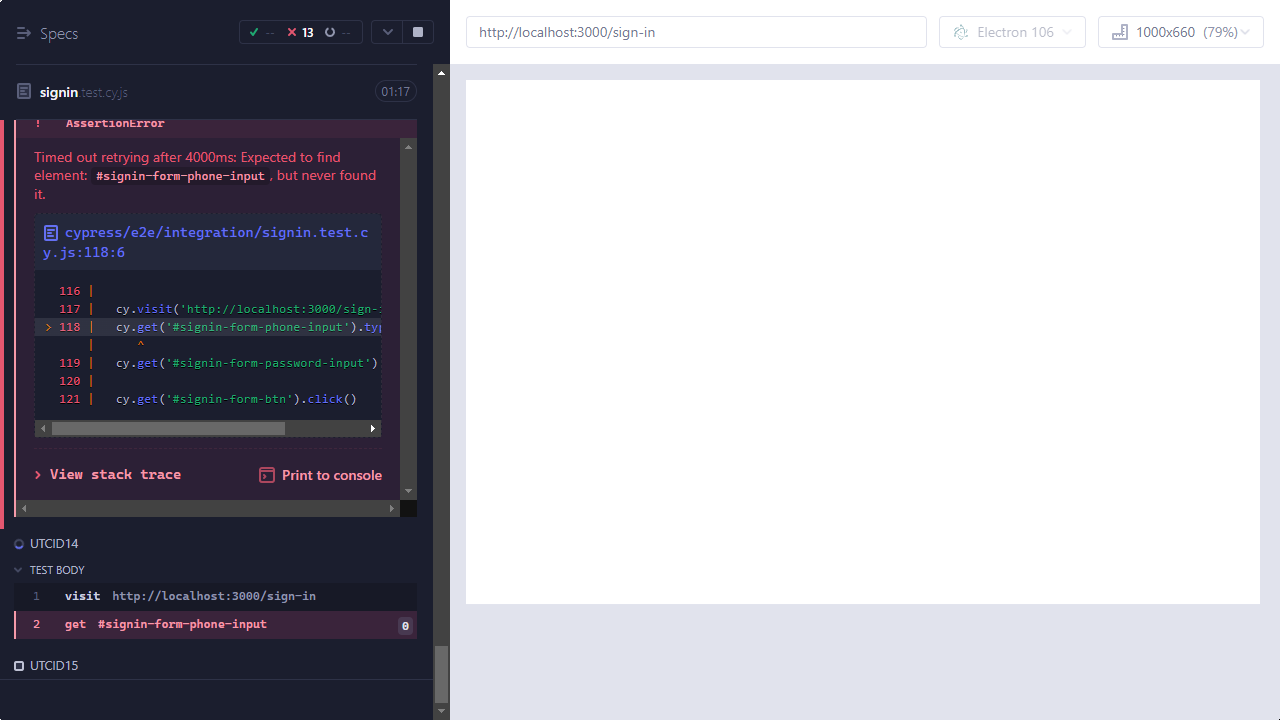 Specs
-- 13 --
http://localhost:3000/sign-in
Electron 106
1000x660 (79%)
signin.test.cy.js
01:17
! AssertionError
Timed out retrying after 4000ms: Expected to find
element: #signin-form-phone-input, but never found
it.
cypress/e2e/integration/signin.test.c
y.js:118:6
116 |
117 | cy.visit('http://localhost:3000/sign-i
> 118 | cy.get('#signin-form-phone-input').typ
| ^
119 | cy.get('#signin-form-password-input')
120 |
121 | cy.get('#signin-form-btn').click()
> View stack trace
Print to console
UTCID14
TEST BODY
1 visit http://localhost:3000/sign-in
2 get #signin-form-phone-input 0
UTCID15